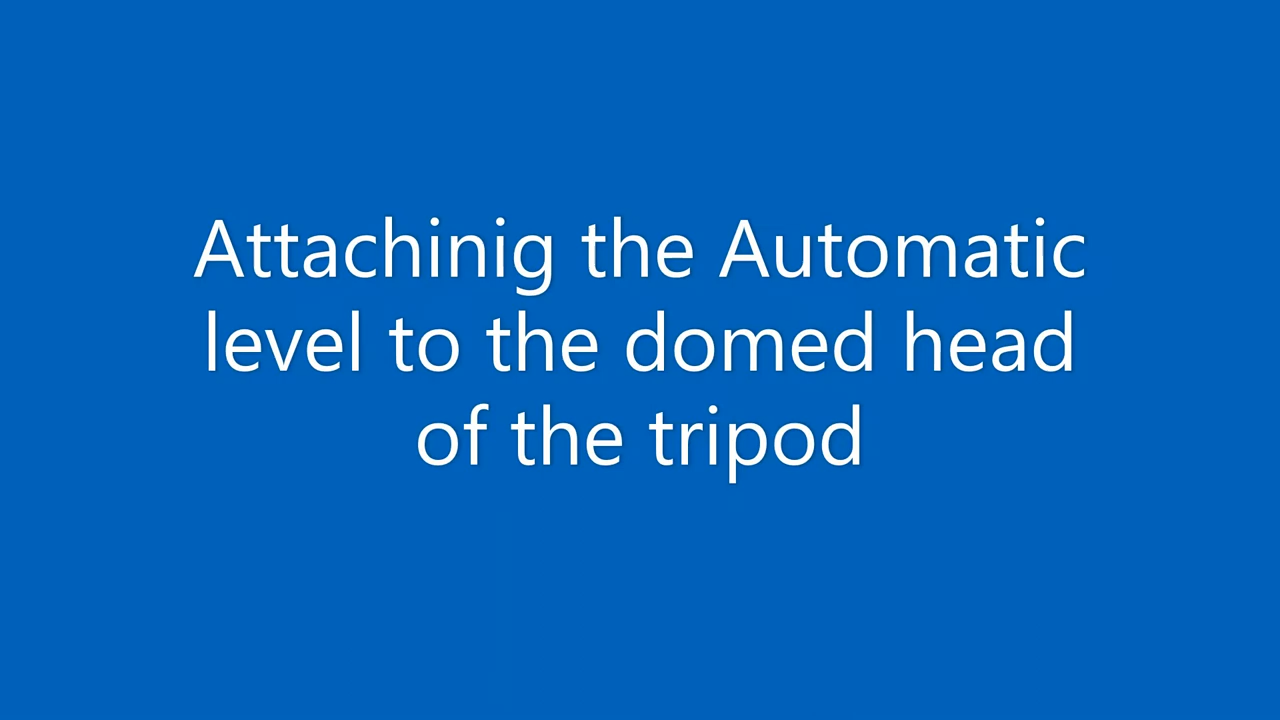 Attachinig the Automatic
level to the domed head
of the tripod